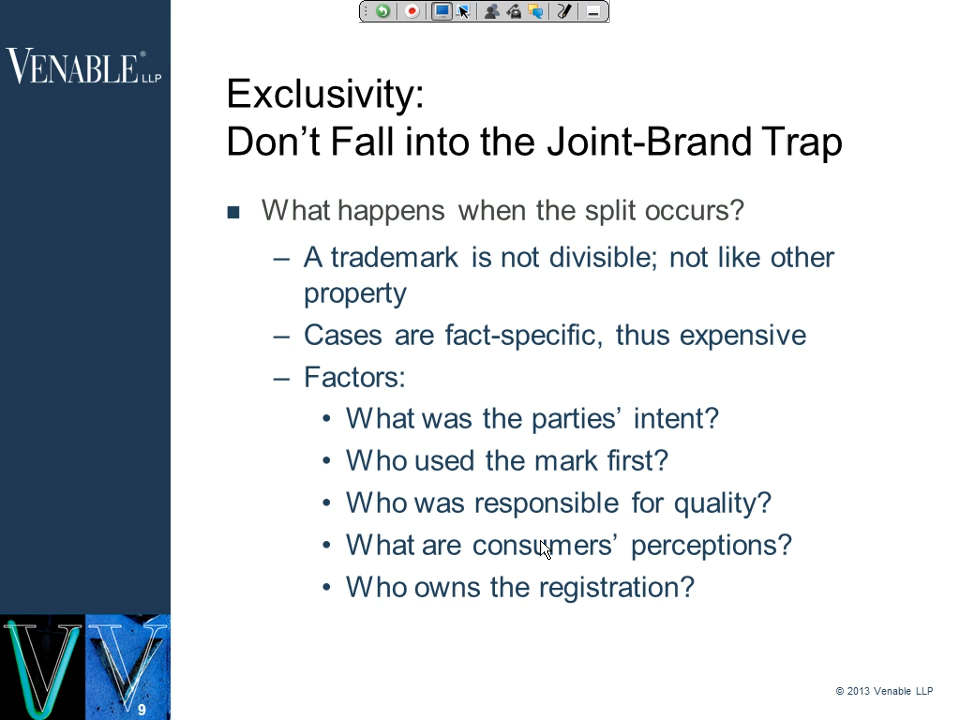 VENABLE® LLP
Exclusivity:
Don’t Fall into the Joint-Brand Trap
■ What happens when the split occurs?
– A trademark is not divisible; not like other
property
– Cases are fact-specific, thus expensive
– Factors:
• What was the parties’ intent?
• Who used the mark first?
• Who was responsible for quality?
• What are consumers’ perceptions?
• Who owns the registration?
© 2013 Venable LLP
9